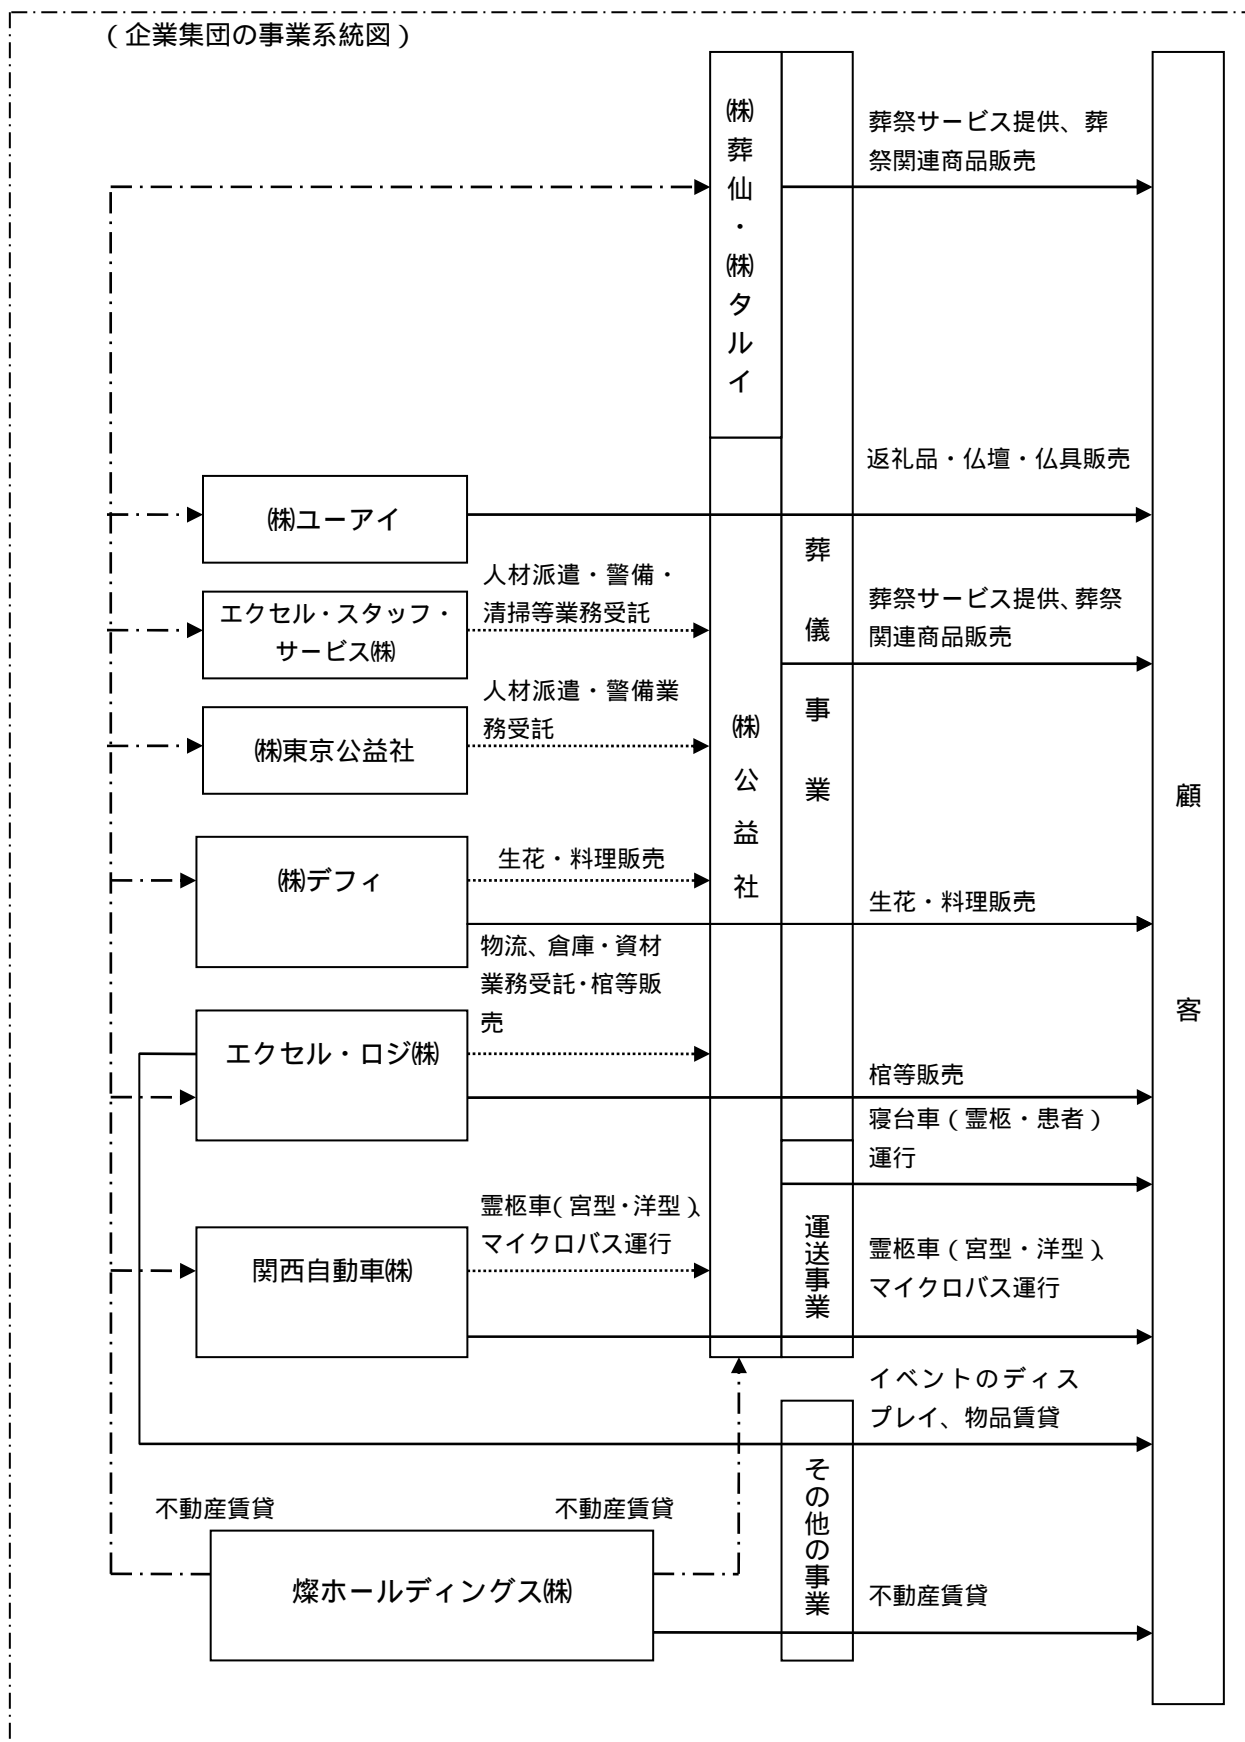 (企業集団の事業系統図)
㈱葬仙・㈱タルイ
葬祭サービス提供、葬
祭関連商品販売
返礼品・仏壇・仏具販売
㈱ユーアイ
葬儀事業
人材派遣・警備・
清掃等業務受託
エクセル・スタッフ・
サービス㈱
葬祭サービス提供、葬祭
関連商品販売
人材派遣・警備業
務受託
㈱東京公益社
㈱公益社
顧客
生花・料理販売
㈱デフィ
生花・料理販売
物流、倉庫・資材
業務受託・棺等販
売
エクセル・ロジ㈱
棺等販売
寝台車(霊柩・患者)
運行
霊柩車(宮型・洋型)、
マイクロバス運行
関西自動車㈱
運送事業
霊柩車(宮型・洋型)、
マイクロバス運行
イベントのディス
プレイ、物品賃貸
その他の事業
不動産賃貸
不動産賃貸
燦ホールディングス㈱
不動産賃貸